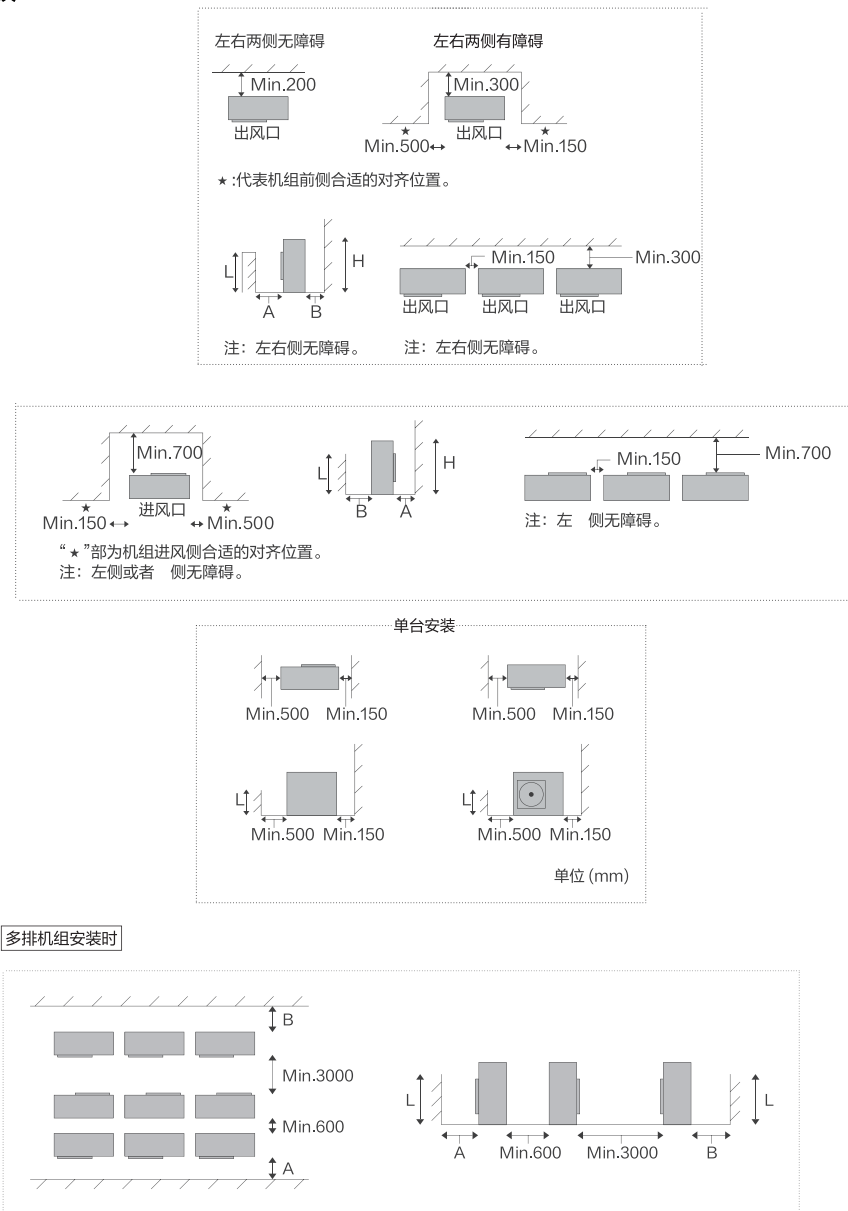 左右两侧无障碍
左右两侧有障碍
Min.200
Min.300
出风口
出风口
★
★
Min.500
Min.150
★:代表机组前侧合适的对齐位置。
L
H
A
B
Min.150
Min.300
出风口
出风口
出风口
注：左右侧无障碍。
注：左右侧无障碍。
Min.700
进风口
★
★
Min.150
Min.500
“★”部为机组进风侧合适的对齐位置。
注：左侧或者 侧无障碍。
L
H
B
A
Min.150
Min.700
注：左 侧无障碍。
单台安装
Min.500
Min.150
Min.500
Min.150
L
Min.500
Min.150
L
Min.500
Min.150
单位(mm)
多排机组安装时
B
Min.3000
Min.600
A
L
L
A
Min.600
Min.3000
B